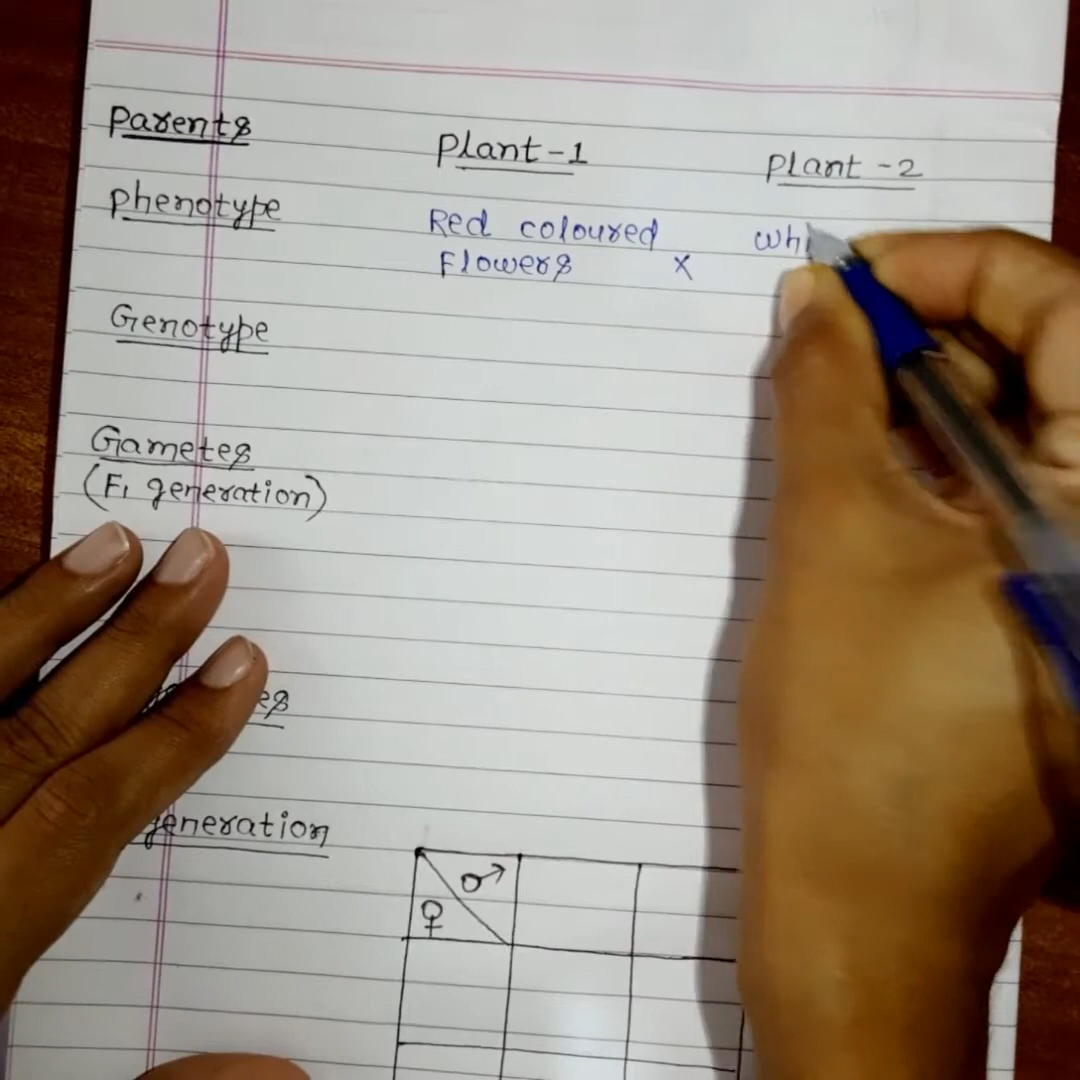 Parents
Plant-1
Plant -2
Phenotype
Red coloured
Flowers
x
Genotype
Gametes
(F1 generation)
generation
♂
♀